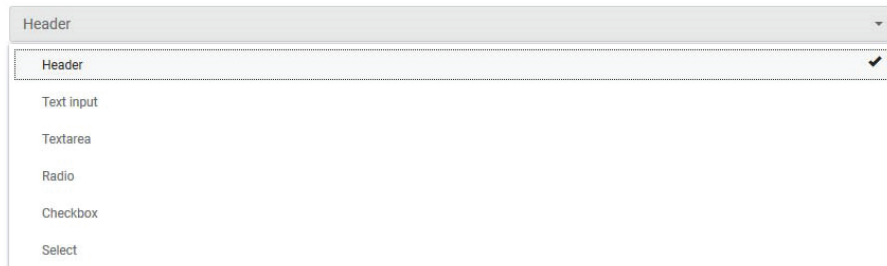 Header
Header
Text input
Textarea
Radio
Checkbox
Select